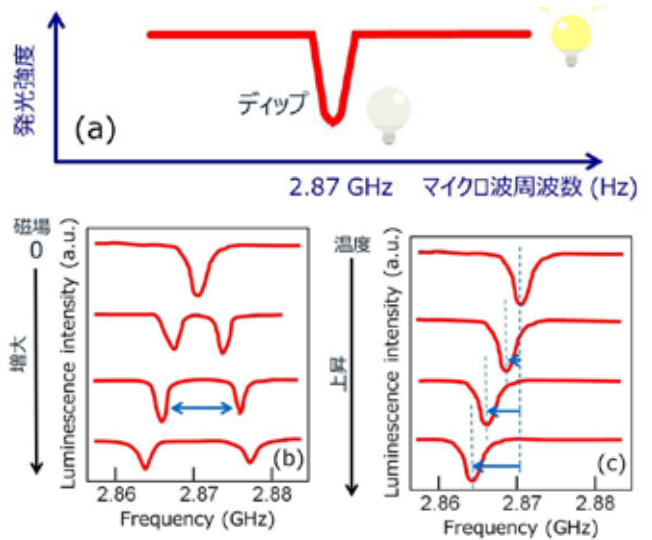 発光強度
(a)
ディップ
2.87 GHz マイクロ波周波数 (Hz)
磁場
0
増大
Luminescence intensity (a.u.)
(b)
2.86 2.87 2.88
Frequency (GHz)
温度
上昇
Luminescence intensity (a.u.)
(c)
2.86 2.87 2.88
Frequency (GHz)